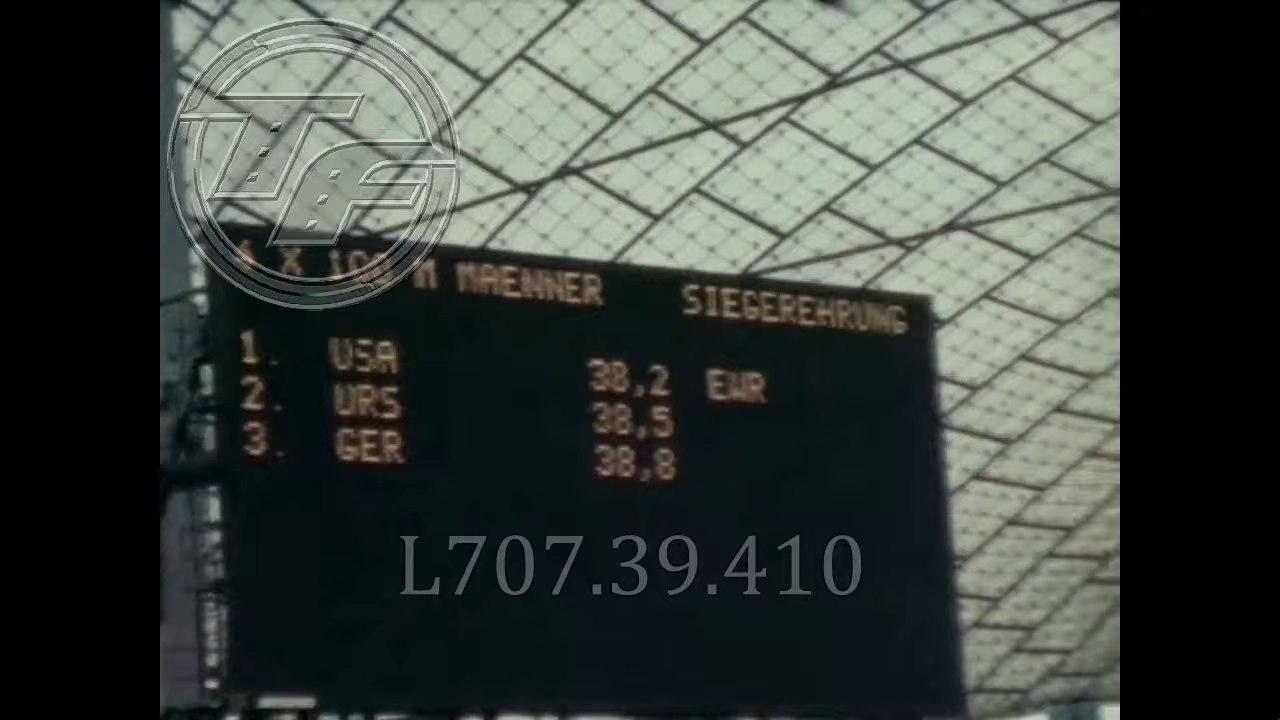 TF
4 X 100 M MAENNER SIEGEREHRUNG
1. USA 38,2 EWR
2. URS 38,5
3. GER 38,8
L707.39.410